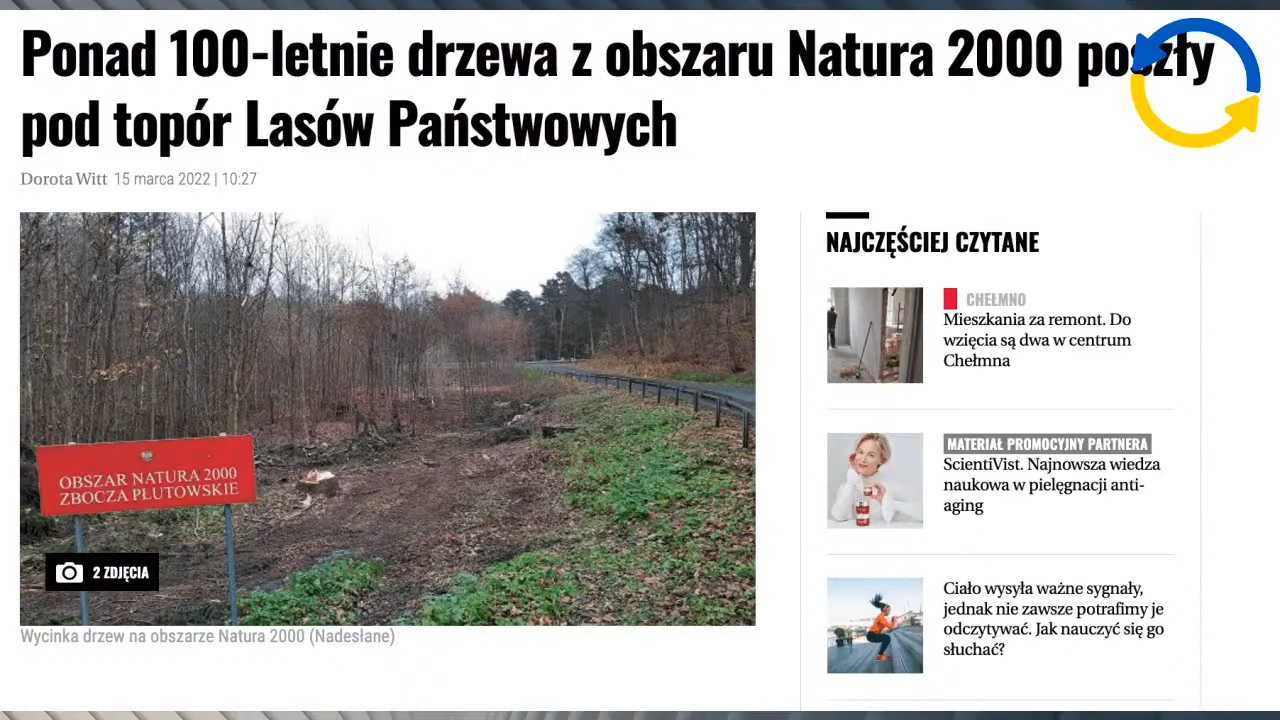 Ponad 100-letnie drzewa z obszaru Natura 2000 poszły
pod topór Lasów Państwowych
Dorota Witt 15 marca 2022 | 10:27
OBSZAR NATURA 2000
ZBOCZA PŁUTOWSKIE
2 ZDJĘCIA
Wycinka drzew na obszarze Natura 2000 (Nadesłane)
NAJCZĘŚCIEJ CZYTANE
CHEŁMNO
Mieszkania za remont. Do
wzięcia są dwa w centrum
Chełmna
MATERIAŁ PROMOCYJNY PARTNERA
ScientiVist. Najnowsza wiedza
naukowa w pielęgnacji anti-
aging
Ciało wysyła ważne sygnały,
jednak nie zawsze potrafimy je
odczytywać. Jak nauczyć się go
słuchać?